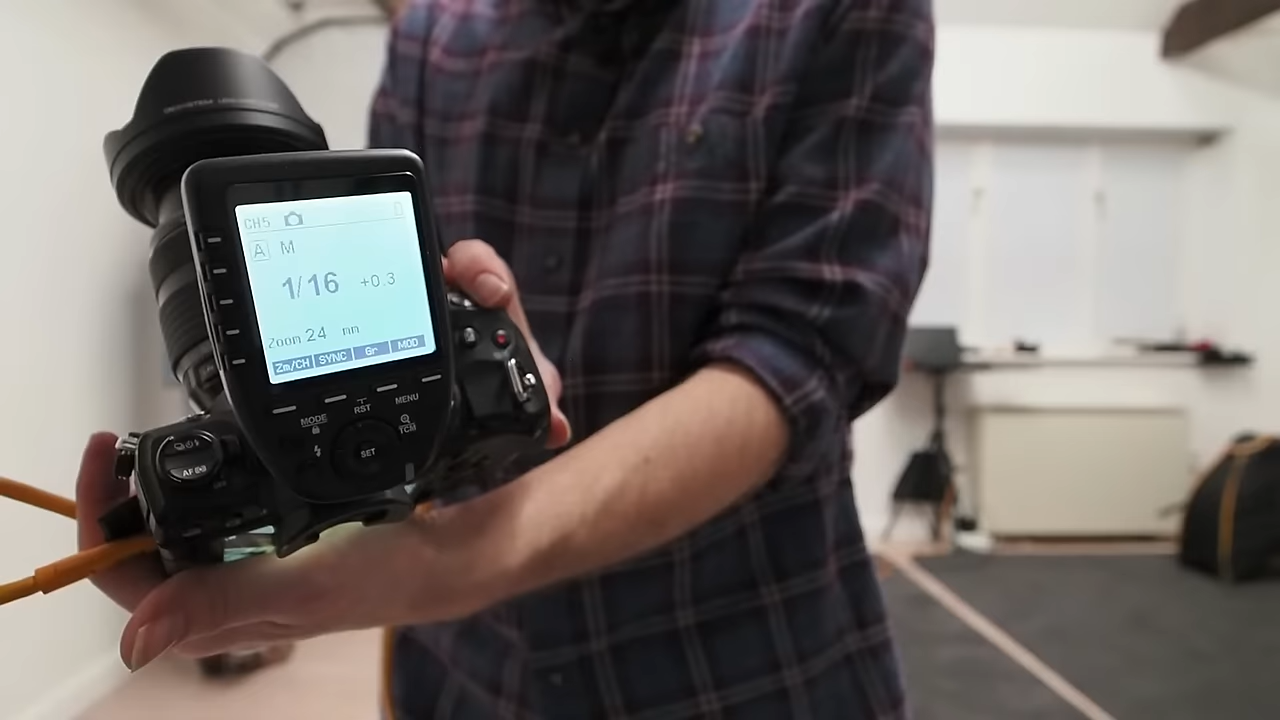 CH5
A M
1/16 +0.3
Zoom 24 mm
Zm/CH SYNC Gr MOD
MODE RST MENU
TCM
SET
AF